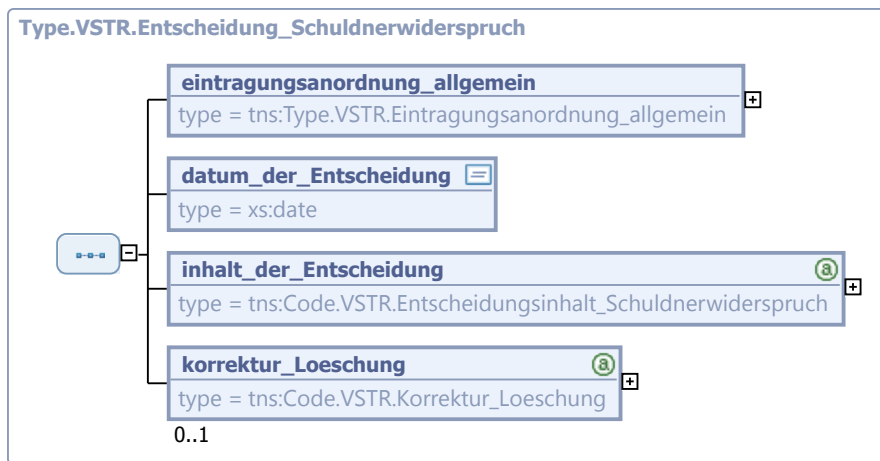 Type.VSTR.Entscheidung_Schuldnerwiderspruch
eintragungsanordnung_allgemein
type = tns:Type.VSTR.Eintragungsanordnung_allgemein
datum_der_Entscheidung
type = xs:date
inhalt_der_Entscheidung
type = tns:Code.VSTR.Entscheidungsinhalt_Schuldnerwiderspruch
korrektur_Loeschung
type = tns:Code.VSTR.Korrektur_Loeschung
0..1